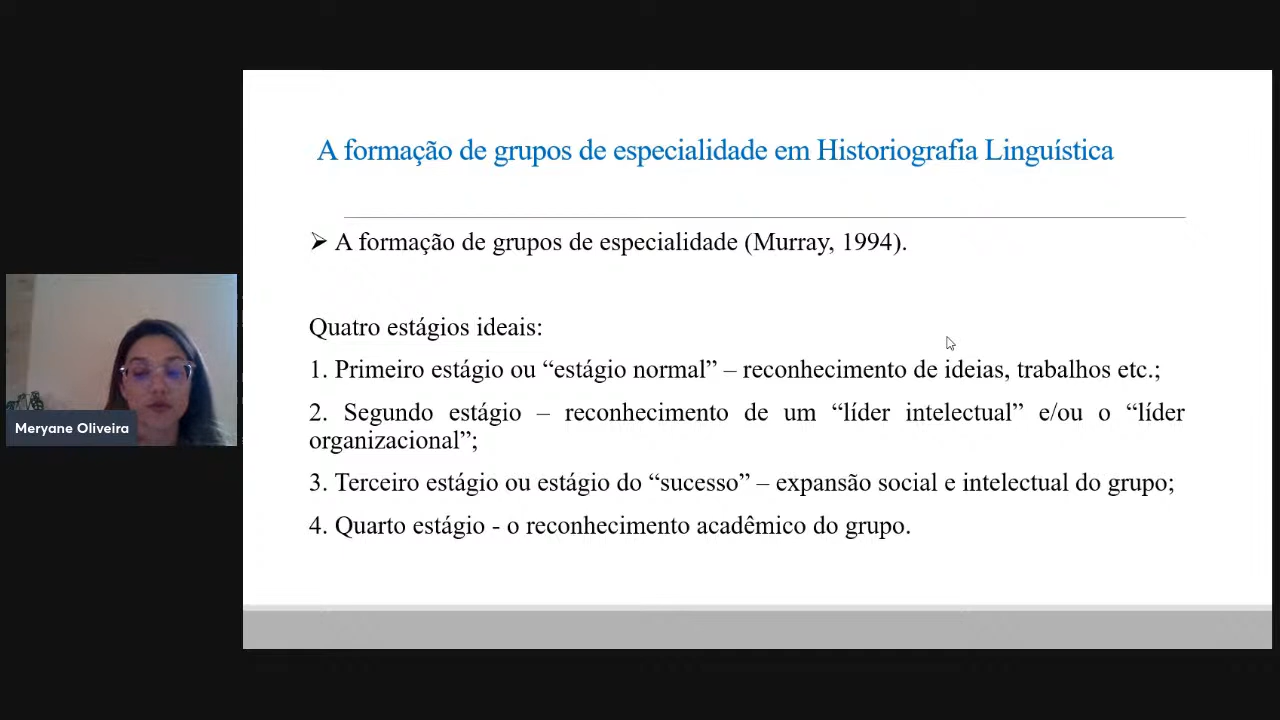 A formação de grupos de especialidade em Historiografia Linguística
➤ A formação de grupos de especialidade (Murray, 1994).
Quatro estágios ideais:
1. Primeiro estágio ou “estágio normal” – reconhecimento de ideias, trabalhos etc.;
2. Segundo estágio – reconhecimento de um “líder intelectual” e/ou o “líder
organizacional”;
3. Terceiro estágio ou estágio do “sucesso” – expansão social e intelectual do grupo;
4. Quarto estágio - o reconhecimento acadêmico do grupo.
Meryane Oliveira